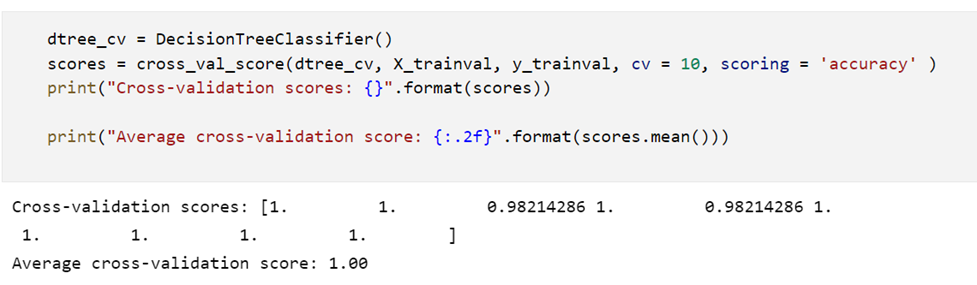 dtree_cv = DecisionTreeClassifier()
scores = cross_val_score(dtree_cv, X_trainval, y_trainval, cv = 10, scoring = 'accuracy' )
print("Cross-validation scores: {}".format(scores))
print("Average cross-validation score: {:.2f}".format(scores.mean()))
Cross-validation scores: [1.         1.         0.98214286 1.         0.98214286 1.
 1.         1.         1.         1.        ]
Average cross-validation score: 1.00